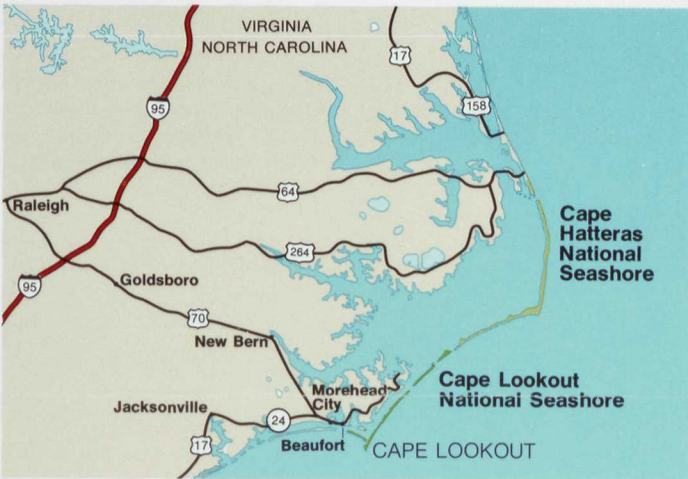 VIRGINIA
NORTH CAROLINA
17
158
95
64
Raleigh
Cape
Hatteras
National
Seashore
264
Goldsboro
95
70
New Bern
Cape Lookout
National Seashore
Morehead
City
Jacksonville
24
17
Beaufort
CAPE LOOKOUT